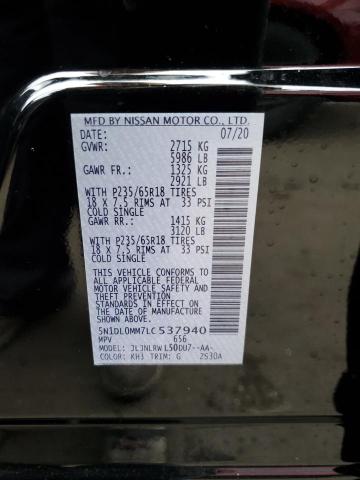 MFD BY NISSAN MOTOR CO., LTD.
DATE: 07/20
GVWR: 2715 KG
5986 LB
GAWR FR.: 1325 KG
2921 LB
WITH P235/65R18 TIRES
18 X 7.5 RIMS AT 33 PSI
COLD SINGLE
GAWR RR.: 1415 KG
3120 LB
WITH P235/65R18 TIRES
18 X 7.5 RIMS AT 33 PSI
COLD SINGLE
THIS VEHICLE CONFORMS
TO ALL APPLICABLE FEDERAL
MOTOR VEHICLE SAFETY AND
THEFT PREVENTION
STANDARDS IN EFFECT ON
THE DATE OF MANUFACTURE
SHOWN ABOVE.
5N1DL0MM7LC537940
MPV 656
MODEL: JLJNLRWL50DU7--AA-
COLOR: KH3 TRIM: G 2530A